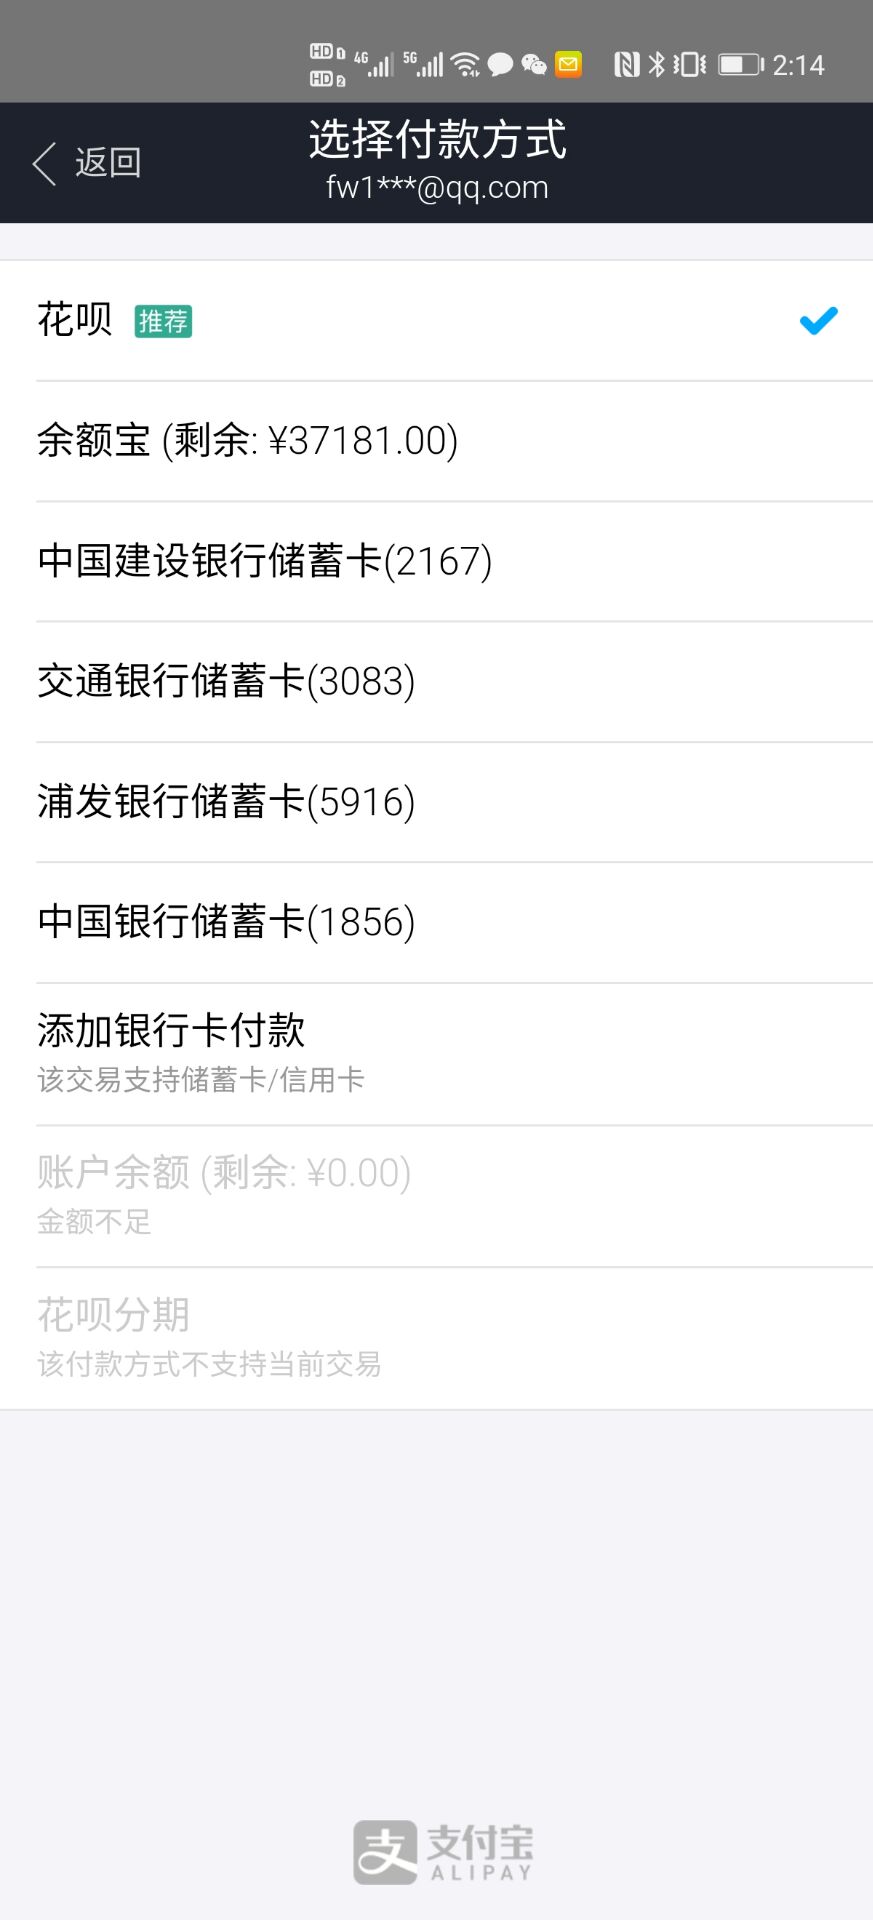 HD 1 4G 5G 2:14
HD 2
返回
选择付款方式
fw1***@qq.com
花呗 推荐
余额宝 (剩余: ¥37181.00)
中国建设银行储蓄卡(2167)
交通银行储蓄卡(3083)
浦发银行储蓄卡(5916)
中国银行储蓄卡(1856)
添加银行卡付款
该交易支持储蓄卡/信用卡
账户余额 (剩余: ¥0.00)
金额不足
花呗分期
该付款方式不支持当前交易
支 支付宝
ALIPAY